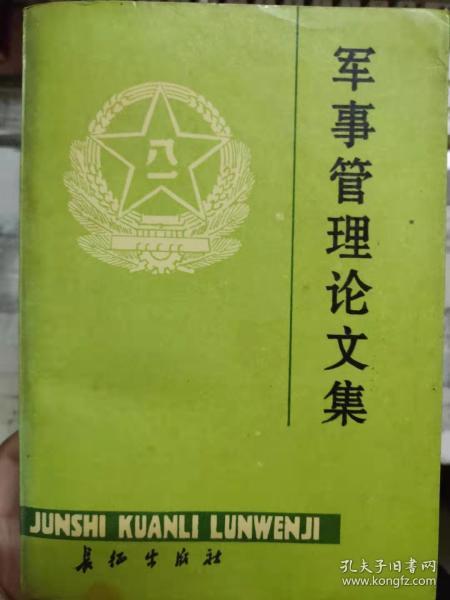 军事管理论文集
八一
JUNSHI KUANLI LUNWENJI
长征出版社
孔夫子旧书网
www.kongfz.com